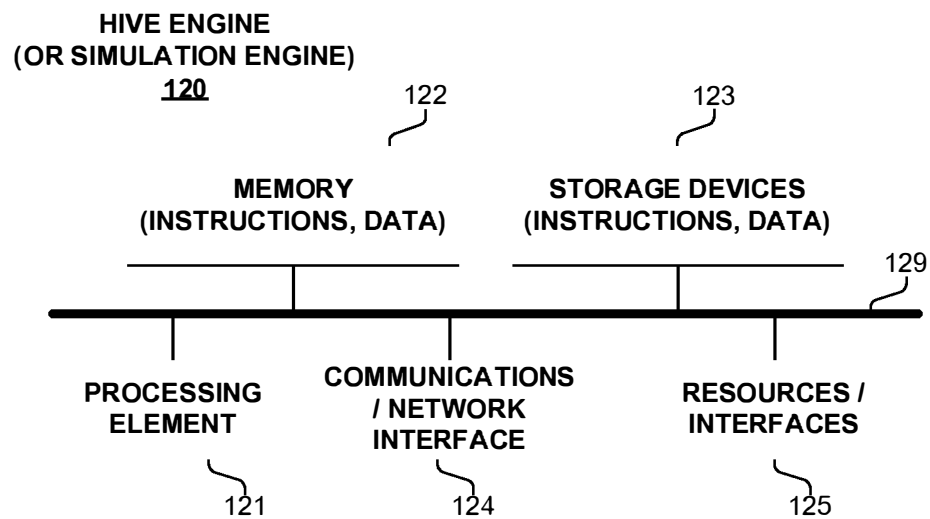 HIVE ENGINE
(OR SIMULATION ENGINE)
120
122
123
MEMORY
(INSTRUCTIONS, DATA)
STORAGE DEVICES
(INSTRUCTIONS, DATA)
129
PROCESSING
ELEMENT
COMMUNICATIONS
/ NETWORK
INTERFACE
RESOURCES /
INTERFACES
121
124
125